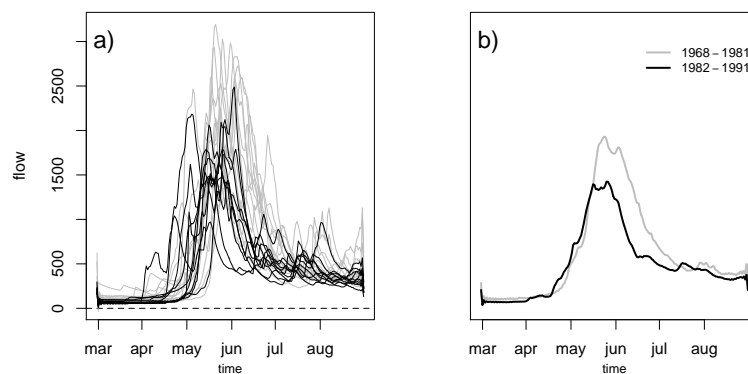 a)
flow
0
500
1500
2500
mar apr may jun jul aug
time
b)
1968 − 1981
1982 − 1991
mar apr may jun jul aug
time